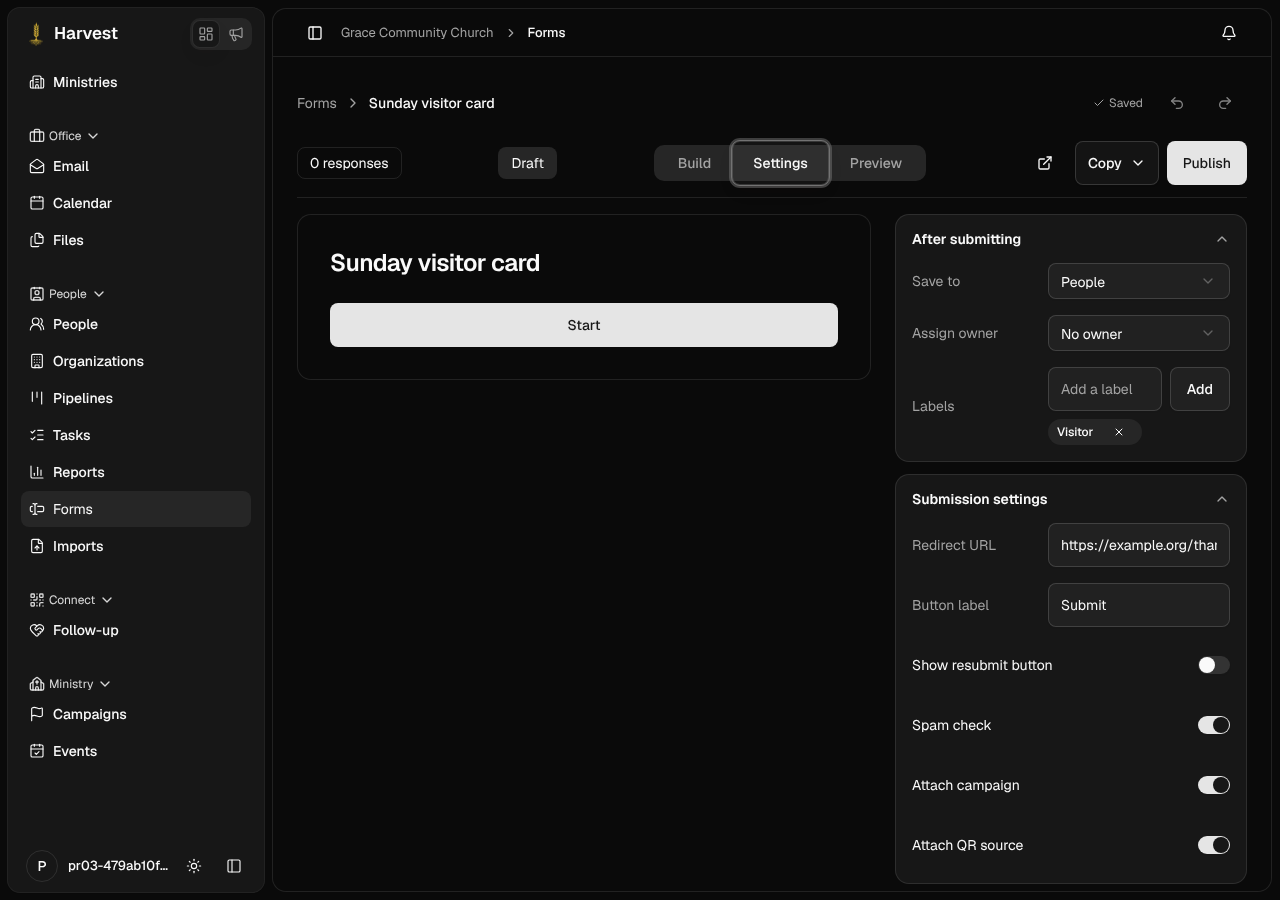 Harvest
Ministries
Office
Email
Calendar
Files
People
People
Organizations
Pipelines
Tasks
Reports
Forms
Imports
Connect
Follow-up
Ministry
Campaigns
Events
P pr03-479ab10f...
Grace Community Church > Forms
Forms > Sunday visitor card
Saved
0 responses
Draft
Build Settings Preview
Copy
Publish
Sunday visitor card
Start
After submitting
Save to People
Assign owner No owner
Labels Add a label Add
Visitor
Submission settings
Redirect URL https://example.org/than
Button label Submit
Show resubmit button
Spam check
Attach campaign
Attach QR source